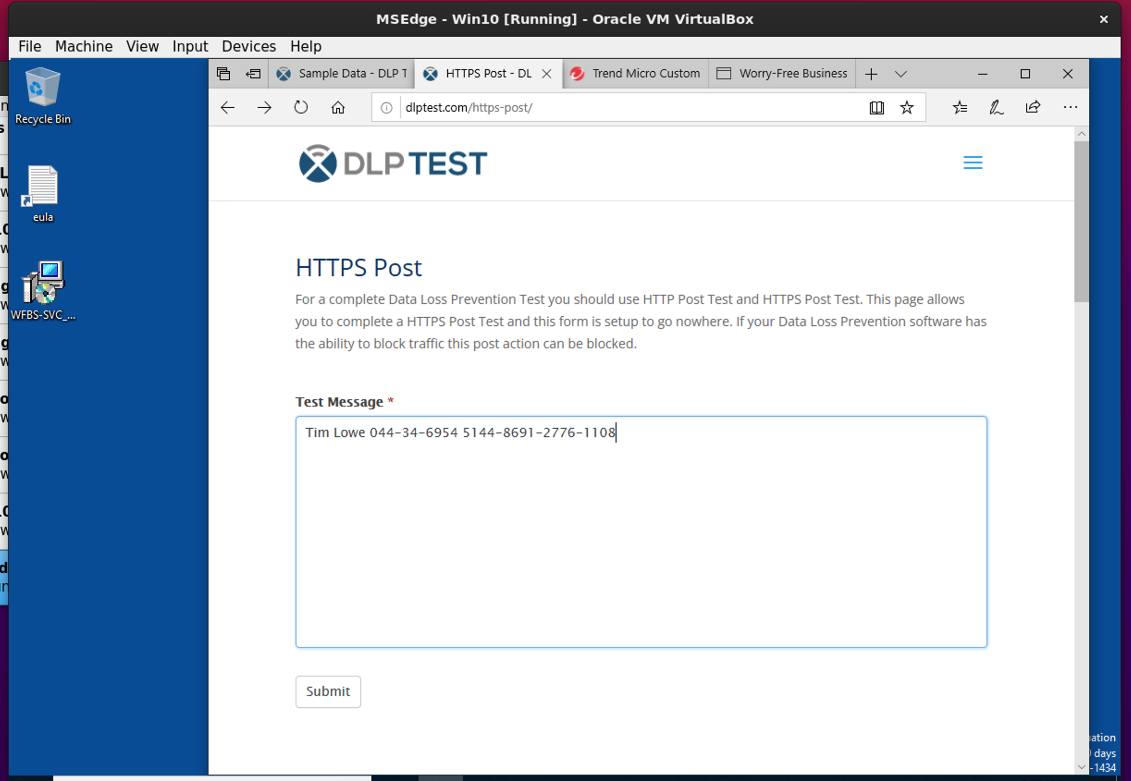 MSEdge - Win10 [Running] - Oracle VM VirtualBox
File Machine View Input Devices Help
Recycle Bin
eula
WFBS-SVC_...
Sample Data - DLP T
HTTPS Post - DL
Trend Micro Custom
Worry-Free Business
dlptest.com/https-post/
DLPTEST
HTTPS Post
For a complete Data Loss Prevention Test you should use HTTP Post Test and HTTPS Post Test. This page allows
you to complete a HTTPS Post Test and this form is setup to go nowhere. If your Data Loss Prevention software has
the ability to block traffic this post action can be blocked.
Test Message *
Tim Lowe 044-34-6954 5144-8691-2776-1108
Submit
days
-1434